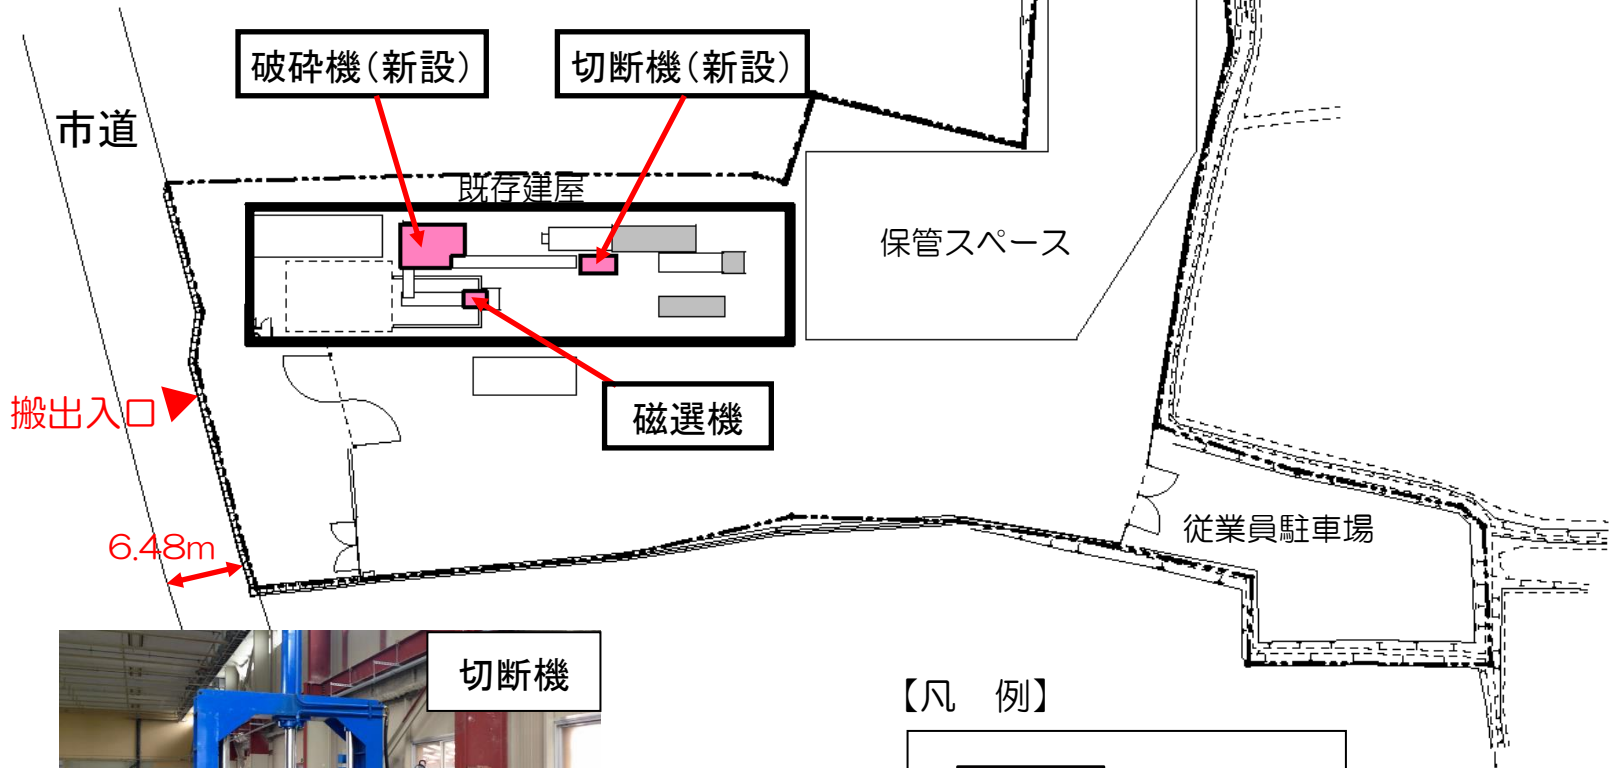 破砕機(新設)
切断機(新設)
市道
既存建屋
保管スペース
搬出入口
磁選機
6.48m
従業員駐車場
切断機
【凡　例】